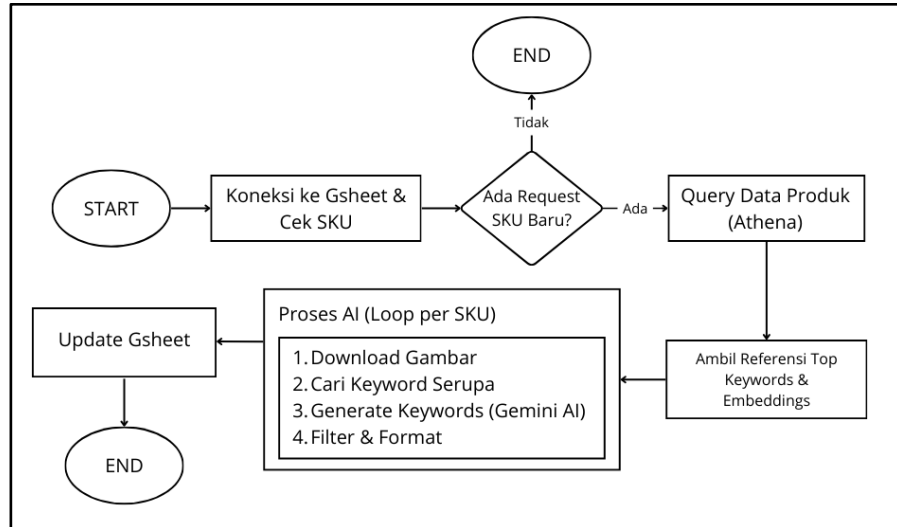 START
Koneksi ke Gsheet &
Cek SKU
Ada Request
SKU Baru?
Tidak
END
Ada
Query Data Produk
(Athena)
Ambil Referensi Top
Keywords &
Embeddings
Proses AI (Loop per SKU)
1. Download Gambar
2. Cari Keyword Serupa
3. Generate Keywords (Gemini AI)
4. Filter & Format
Update Gsheet
END